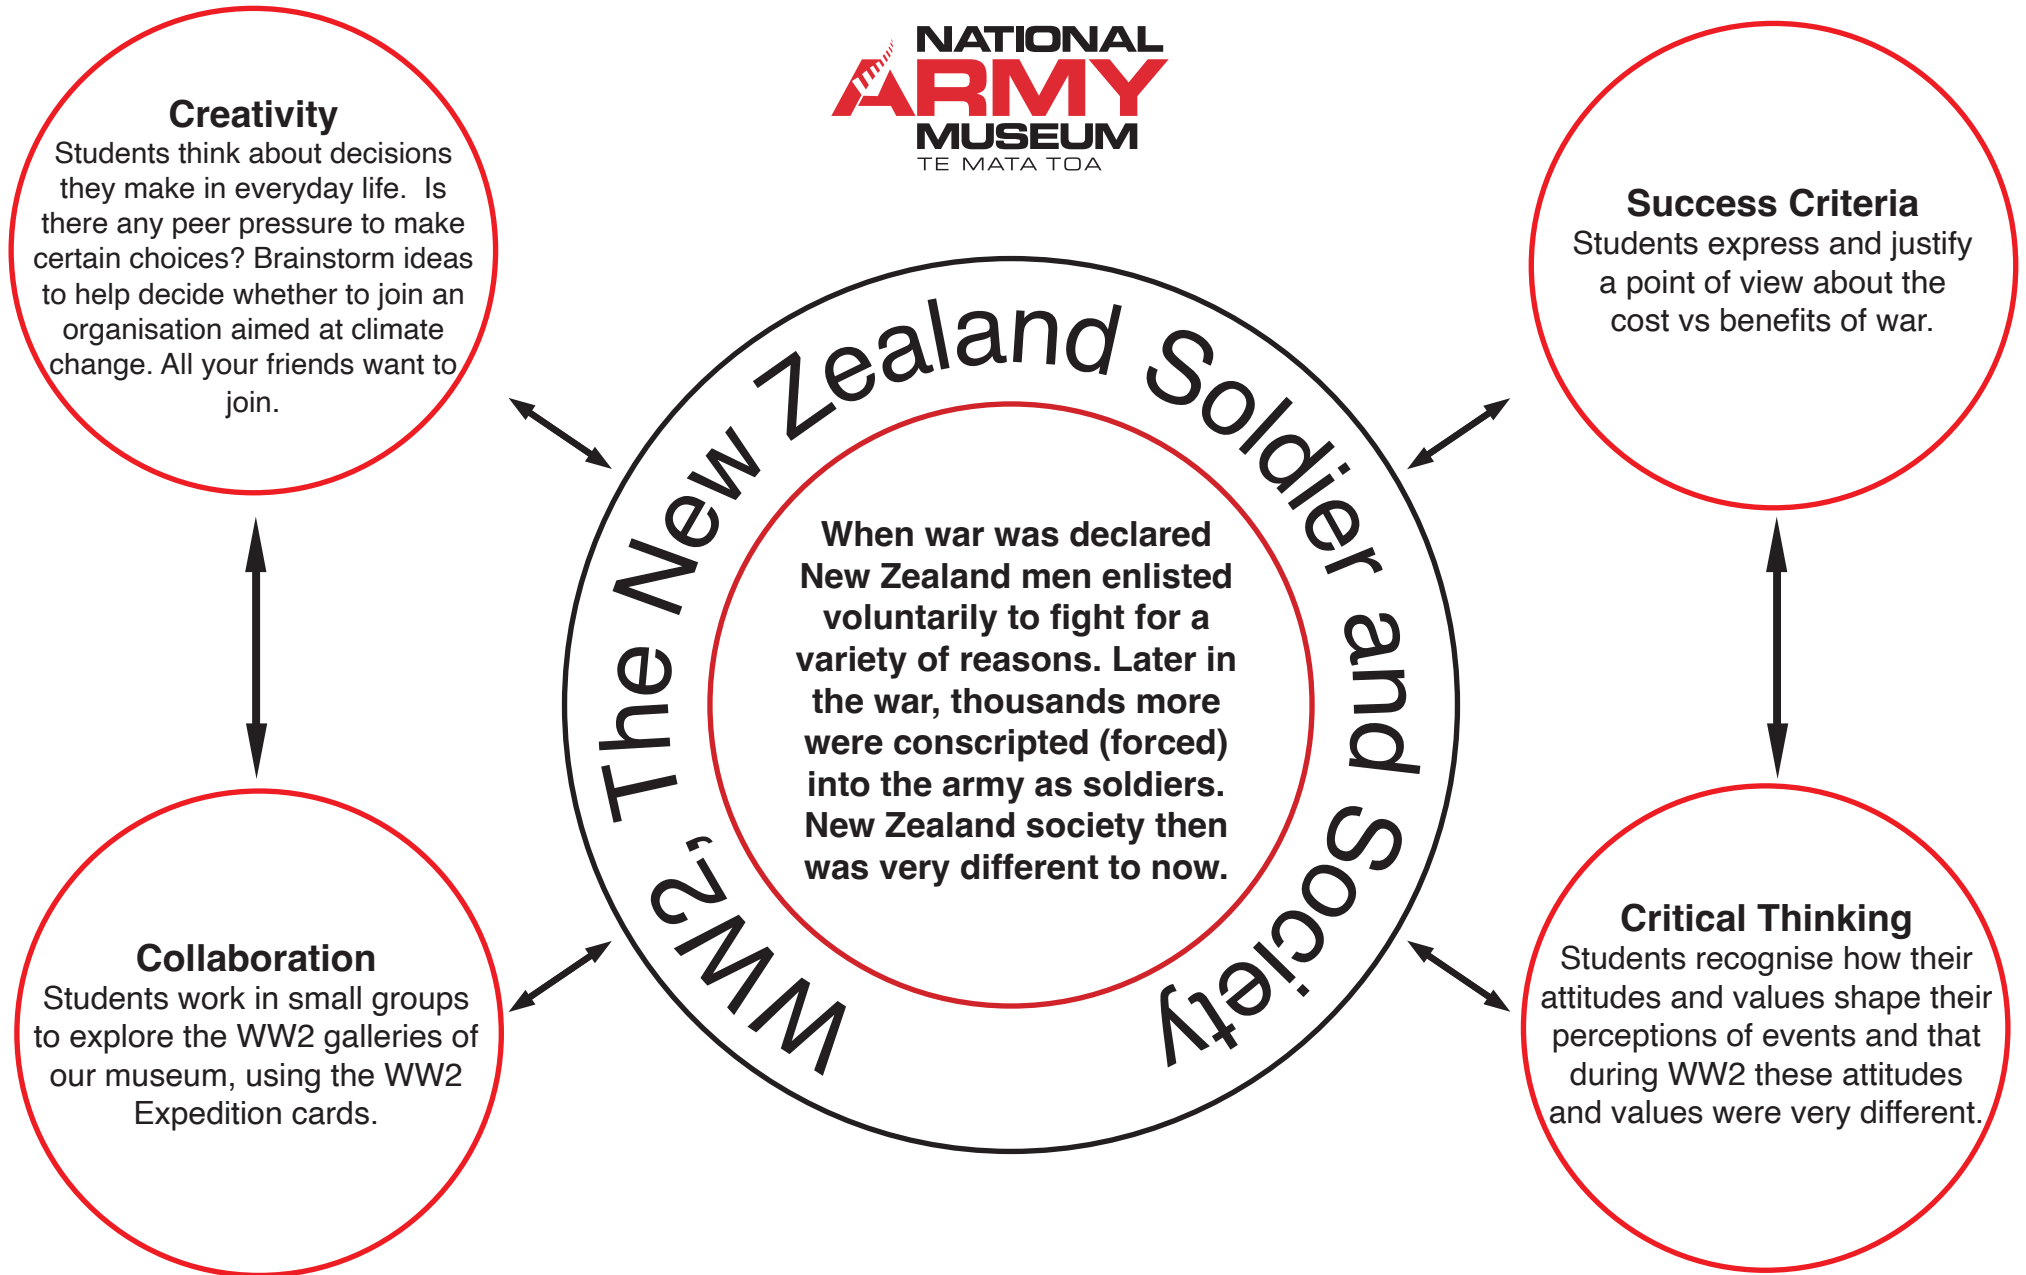 NATIONAL
ARMY
MUSEUM
TE MATA TOA
Creativity
Students think about decisions
they make in everyday life.  Is
there any peer pressure to make
certain choices? Brainstorm ideas
to help decide whether to join an
organisation aimed at climate
change. All your friends want to
join.
Success Criteria
Students express and justify
a point of view about the
cost vs benefits of war.
WW2, The New Zealand Soldier and Society
When war was declared
New Zealand men enlisted
voluntarily to fight for a
variety of reasons. Later in
the war, thousands more
were conscripted (forced)
into the army as soldiers.
New Zealand society then
was very different to now.
Collaboration
Students work in small groups
to explore the WW2 galleries of
our museum, using the WW2
Expedition cards.
Critical Thinking
Students recognise how their
attitudes and values shape their
perceptions of events and that
during WW2 these attitudes
and values were very different.